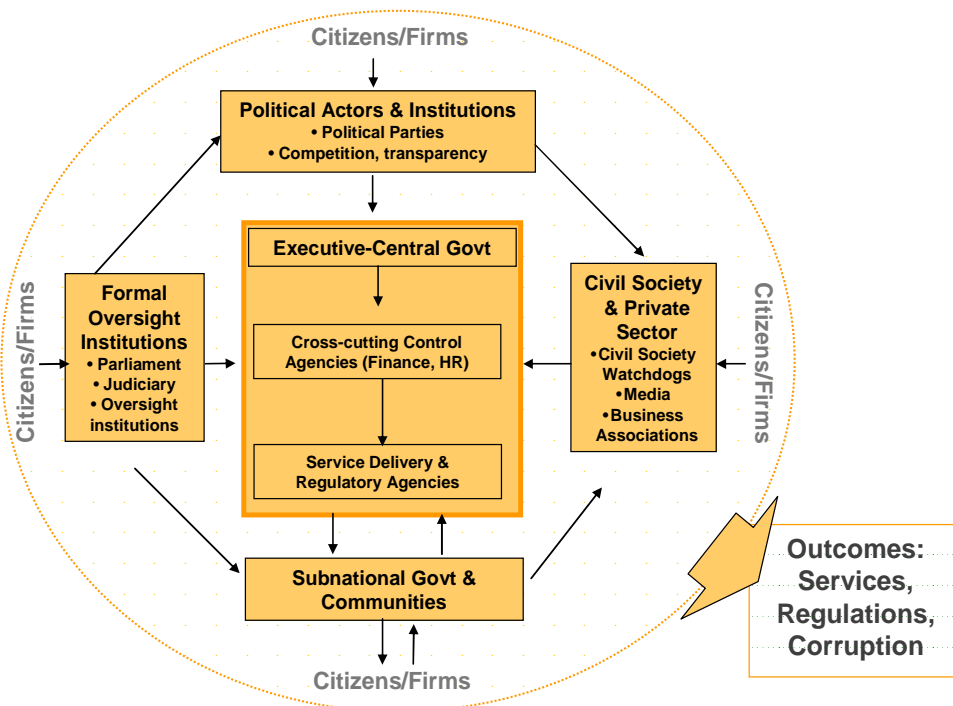 Citizens/Firms
Political Actors & Institutions
• Political Parties
• Competition, transparency
Executive-Central Govt
Cross-cutting Control
Agencies (Finance, HR)
Service Delivery &
Regulatory Agencies
Citizens/Firms
Formal
Oversight
Institutions
• Parliament
• Judiciary
• Oversight
institutions
Civil Society
& Private
Sector
•Civil Society
Watchdogs
•Media
•Business
Associations
Citizens/Firms
Subnational Govt &
Communities
Citizens/Firms
Outcomes:
Services,
Regulations,
Corruption